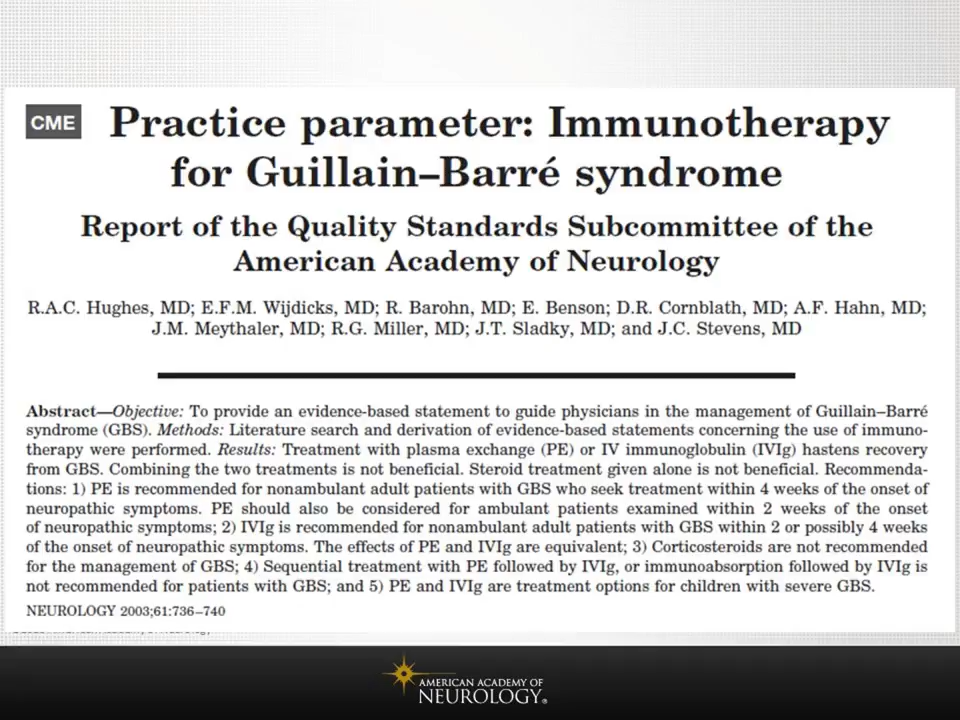 CME
Practice parameter: Immunotherapy
for Guillain–Barré syndrome
Report of the Quality Standards Subcommittee of the
American Academy of Neurology
R.A.C. Hughes, MD; E.F.M. Wijdicks, MD; R. Barohn, MD; E. Benson; D.R. Cornblath, MD; A.F. Hahn, MD;
J.M. Meythaler, MD; R.G. Miller, MD; J.T. Sladky, MD; and J.C. Stevens, MD
Abstract—Objective: To provide an evidence-based statement to guide physicians in the management of Guillain–Barré
syndrome (GBS). Methods: Literature search and derivation of evidence-based statements concerning the use of immuno-
therapy were performed. Results: Treatment with plasma exchange (PE) or IV immunoglobulin (IVIg) hastens recovery
from GBS. Combining the two treatments is not beneficial. Steroid treatment given alone is not beneficial. Recommenda-
tions: 1) PE is recommended for nonambulant adult patients with GBS who seek treatment within 4 weeks of the onset of
neuropathic symptoms. PE should also be considered for ambulant patients examined within 2 weeks of the onset
of neuropathic symptoms; 2) IVIg is recommended for nonambulant adult patients with GBS within 2 or possibly 4 weeks
of the onset of neuropathic symptoms. The effects of PE and IVIg are equivalent; 3) Corticosteroids are not recommended
for the management of GBS; 4) Sequential treatment with PE followed by IVIg, or immunoabsorption followed by IVIg is
not recommended for patients with GBS; and 5) PE and IVIg are treatment options for children with severe GBS.
NEUROLOGY 2003;61:736–740
AMERICAN ACADEMY OF
NEUROLOGY®